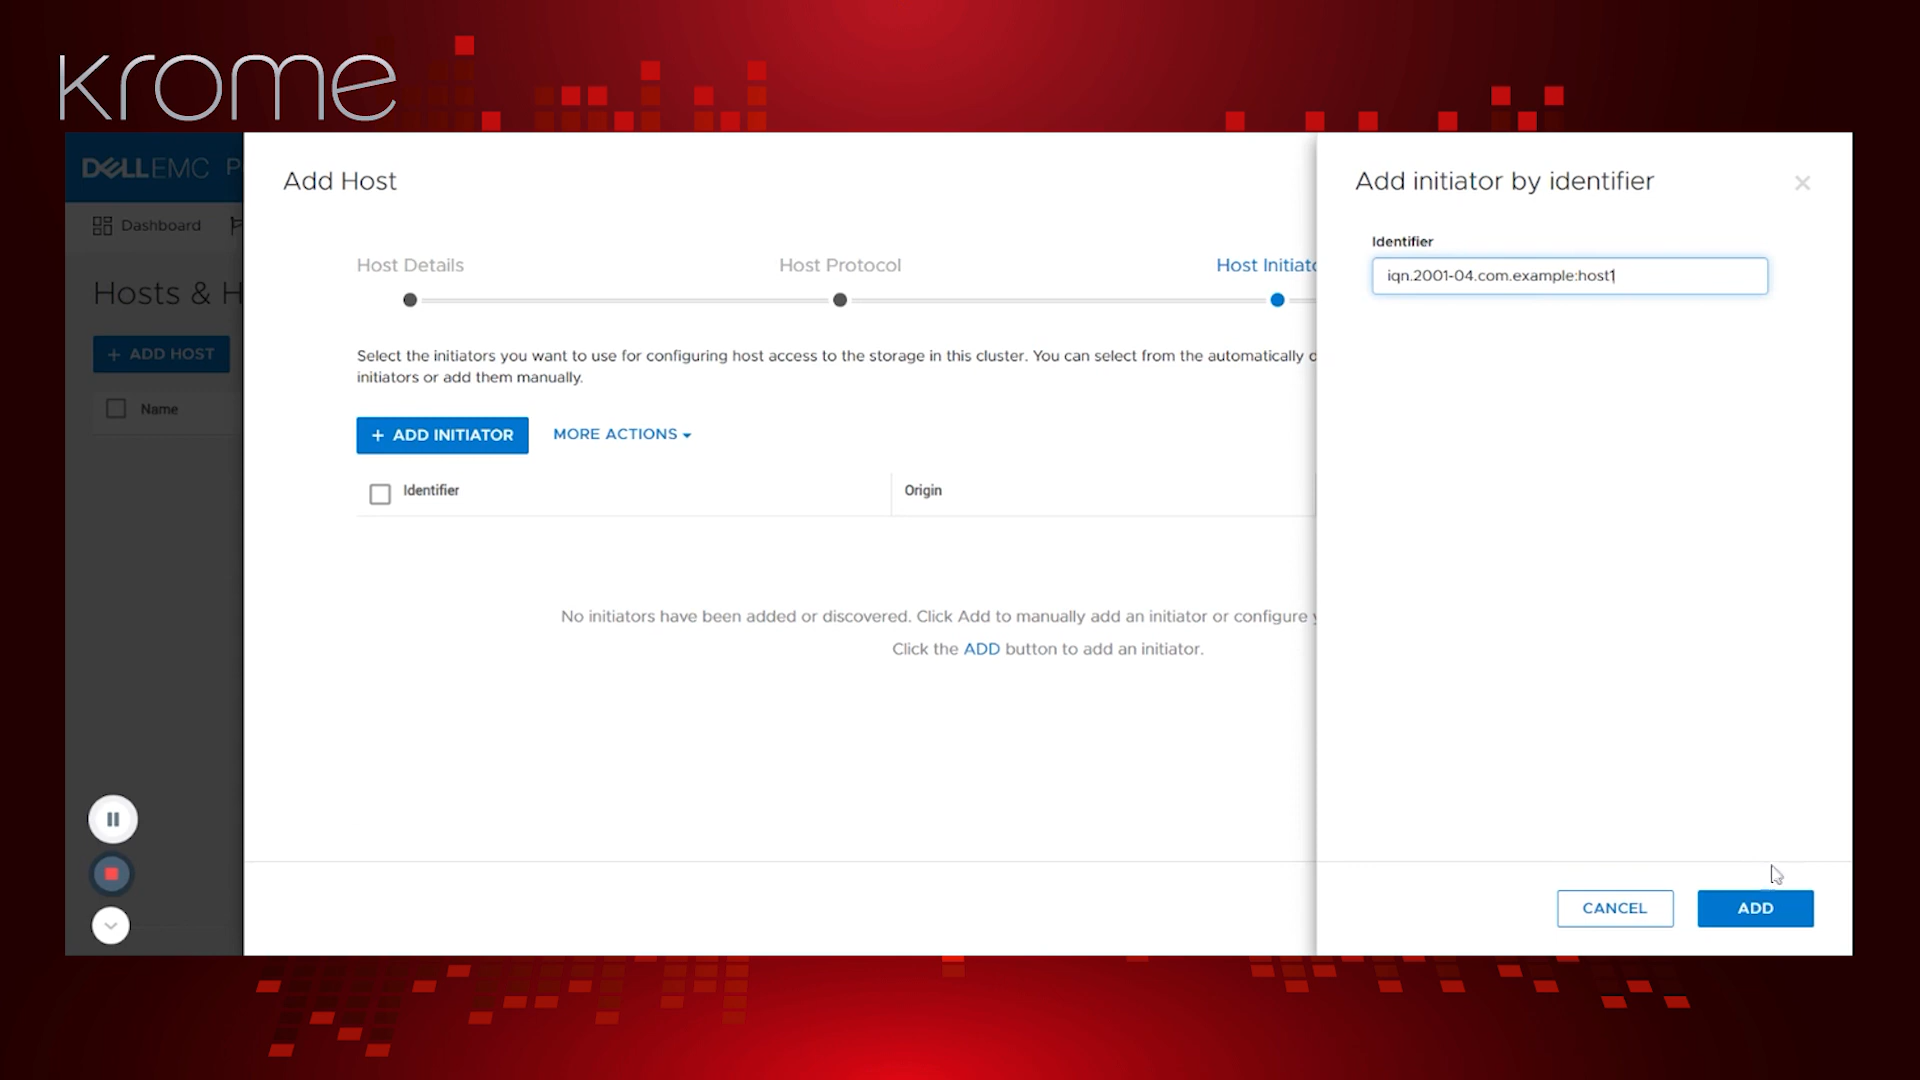 krome
DELLEMC P
Dashboard
Hosts & H
+ ADD HOST
Name
Add Host
Host Details
Host Protocol
Host Initiato
Select the initiators you want to use for configuring host access to the storage in this cluster. You can select from the automatically d
initiators or add them manually.
+ ADD INITIATOR
MORE ACTIONS
Identifier
Origin
No initiators have been added or discovered. Click Add to manually add an initiator or configure y
Click the ADD button to add an initiator.
Add initiator by identifier
Identifier
iqn.2001-04.com.example:host1
CANCEL
ADD